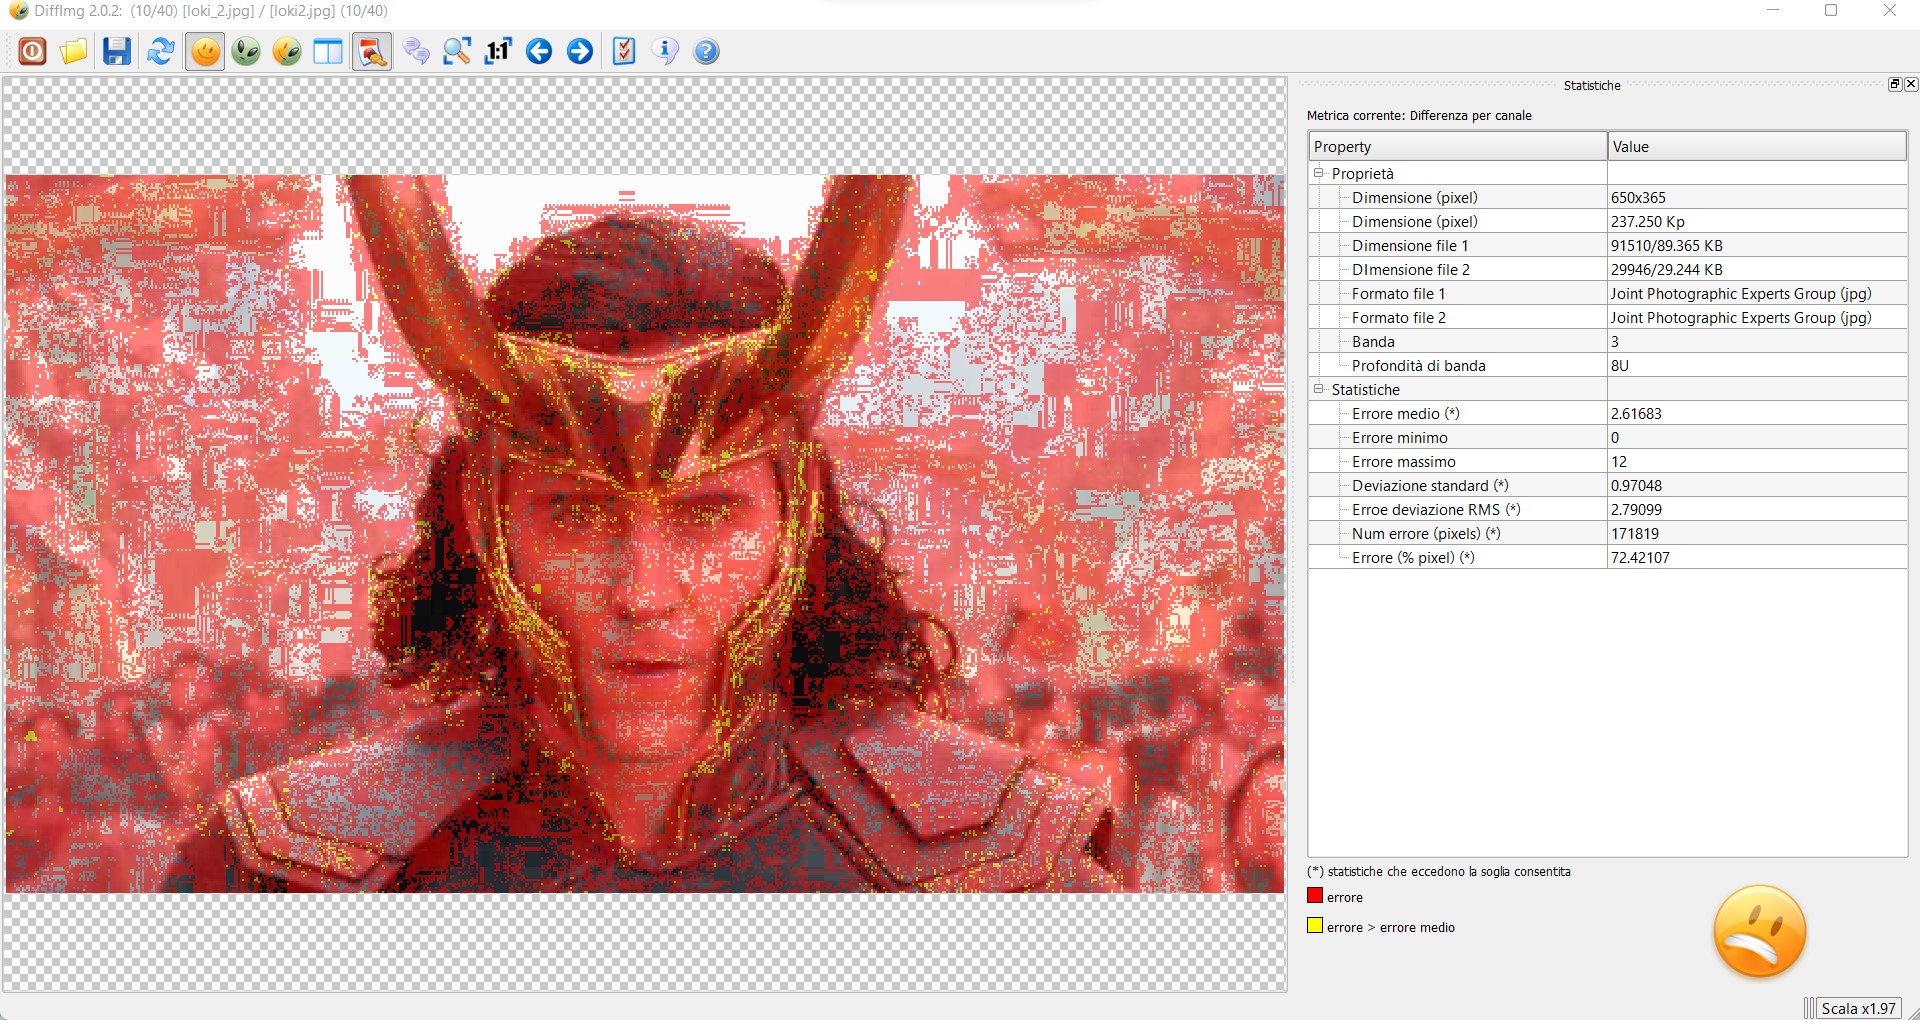 DiffImg 2.0.2: (10/40) [loki_2.jpg] / [loki2.jpg] (10/40)
1:1
Statistiche
Metrica corrente: Differenza per canale
Property Value
Proprietà
Dimensione (pixel) 650x365
Dimensione (pixel) 237.250 Kp
Dimensione file 1 91510/89.365 KB
DImensione file 2 29946/29.244 KB
Formato file 1 Joint Photographic Experts Group (jpg)
Formato file 2 Joint Photographic Experts Group (jpg)
Banda 3
Profondità di banda 8U
Statistiche
Errore medio (*) 2.61683
Errore minimo 0
Errore massimo 12
Deviazione standard (*) 0.97048
Erroe deviazione RMS (*) 2.79099
Num errore (pixels) (*) 171819
Errore (% pixel) (*) 72.42107
(*) statistiche che eccedono la soglia consentita
errore
errore > errore medio
Scala x1.97